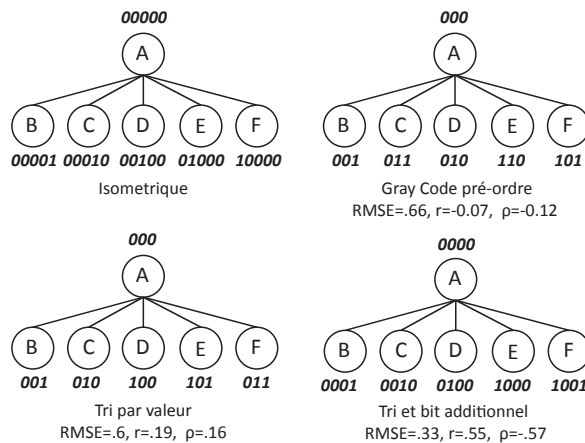 00000
A
B C D E F
00001 00010 00100 01000 10000
Isometrique
000
A
B C D E F
001 011 010 110 101
Gray Code pré-ordre
RMSE=.66, r=-0.07, ρ=-0.12
000
A
B C D E F
001 010 100 101 011
Tri par valeur
RMSE=.6, r=.19, ρ=.16
0000
A
B C D E F
0001 0010 0100 1000 1001
Tri et bit additionnel
RMSE=.33, r=.55, ρ=-.57